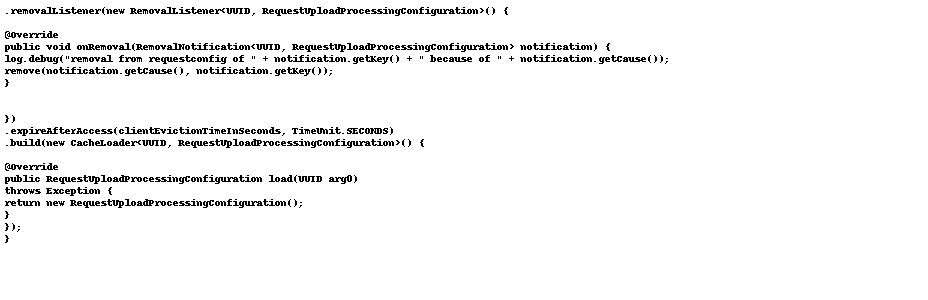 .removalListener(new RemovalListener<UUID, RequestUploadProcessingConfiguration>() {
@Override
public void onRemoval(RemovalNotification<UUID, RequestUploadProcessingConfiguration> notification) {
log.debug("removal from requestconfig of " + notification.getKey() + " because of " + notification.getCause());
remove(notification.getCause(), notification.getKey());
}
})
.expireAfterAccess(clientEvictionTimeInSeconds, TimeUnit.SECONDS)
.build(new CacheLoader<UUID, RequestUploadProcessingConfiguration>() {
@Override
public RequestUploadProcessingConfiguration load(UUID arg0)
throws Exception {
return new RequestUploadProcessingConfiguration();
}
});
}